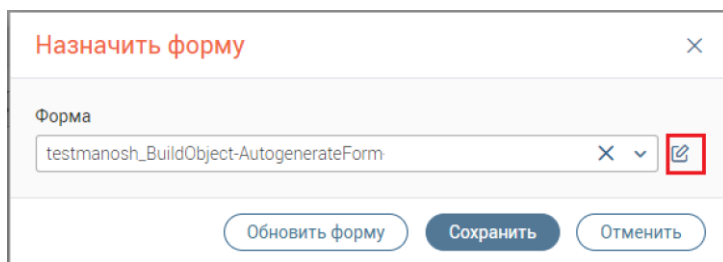 Назначить форму
Форма
testmanosh_BuildObject-AutogenerateForm
Обновить форму Сохранить Отменить